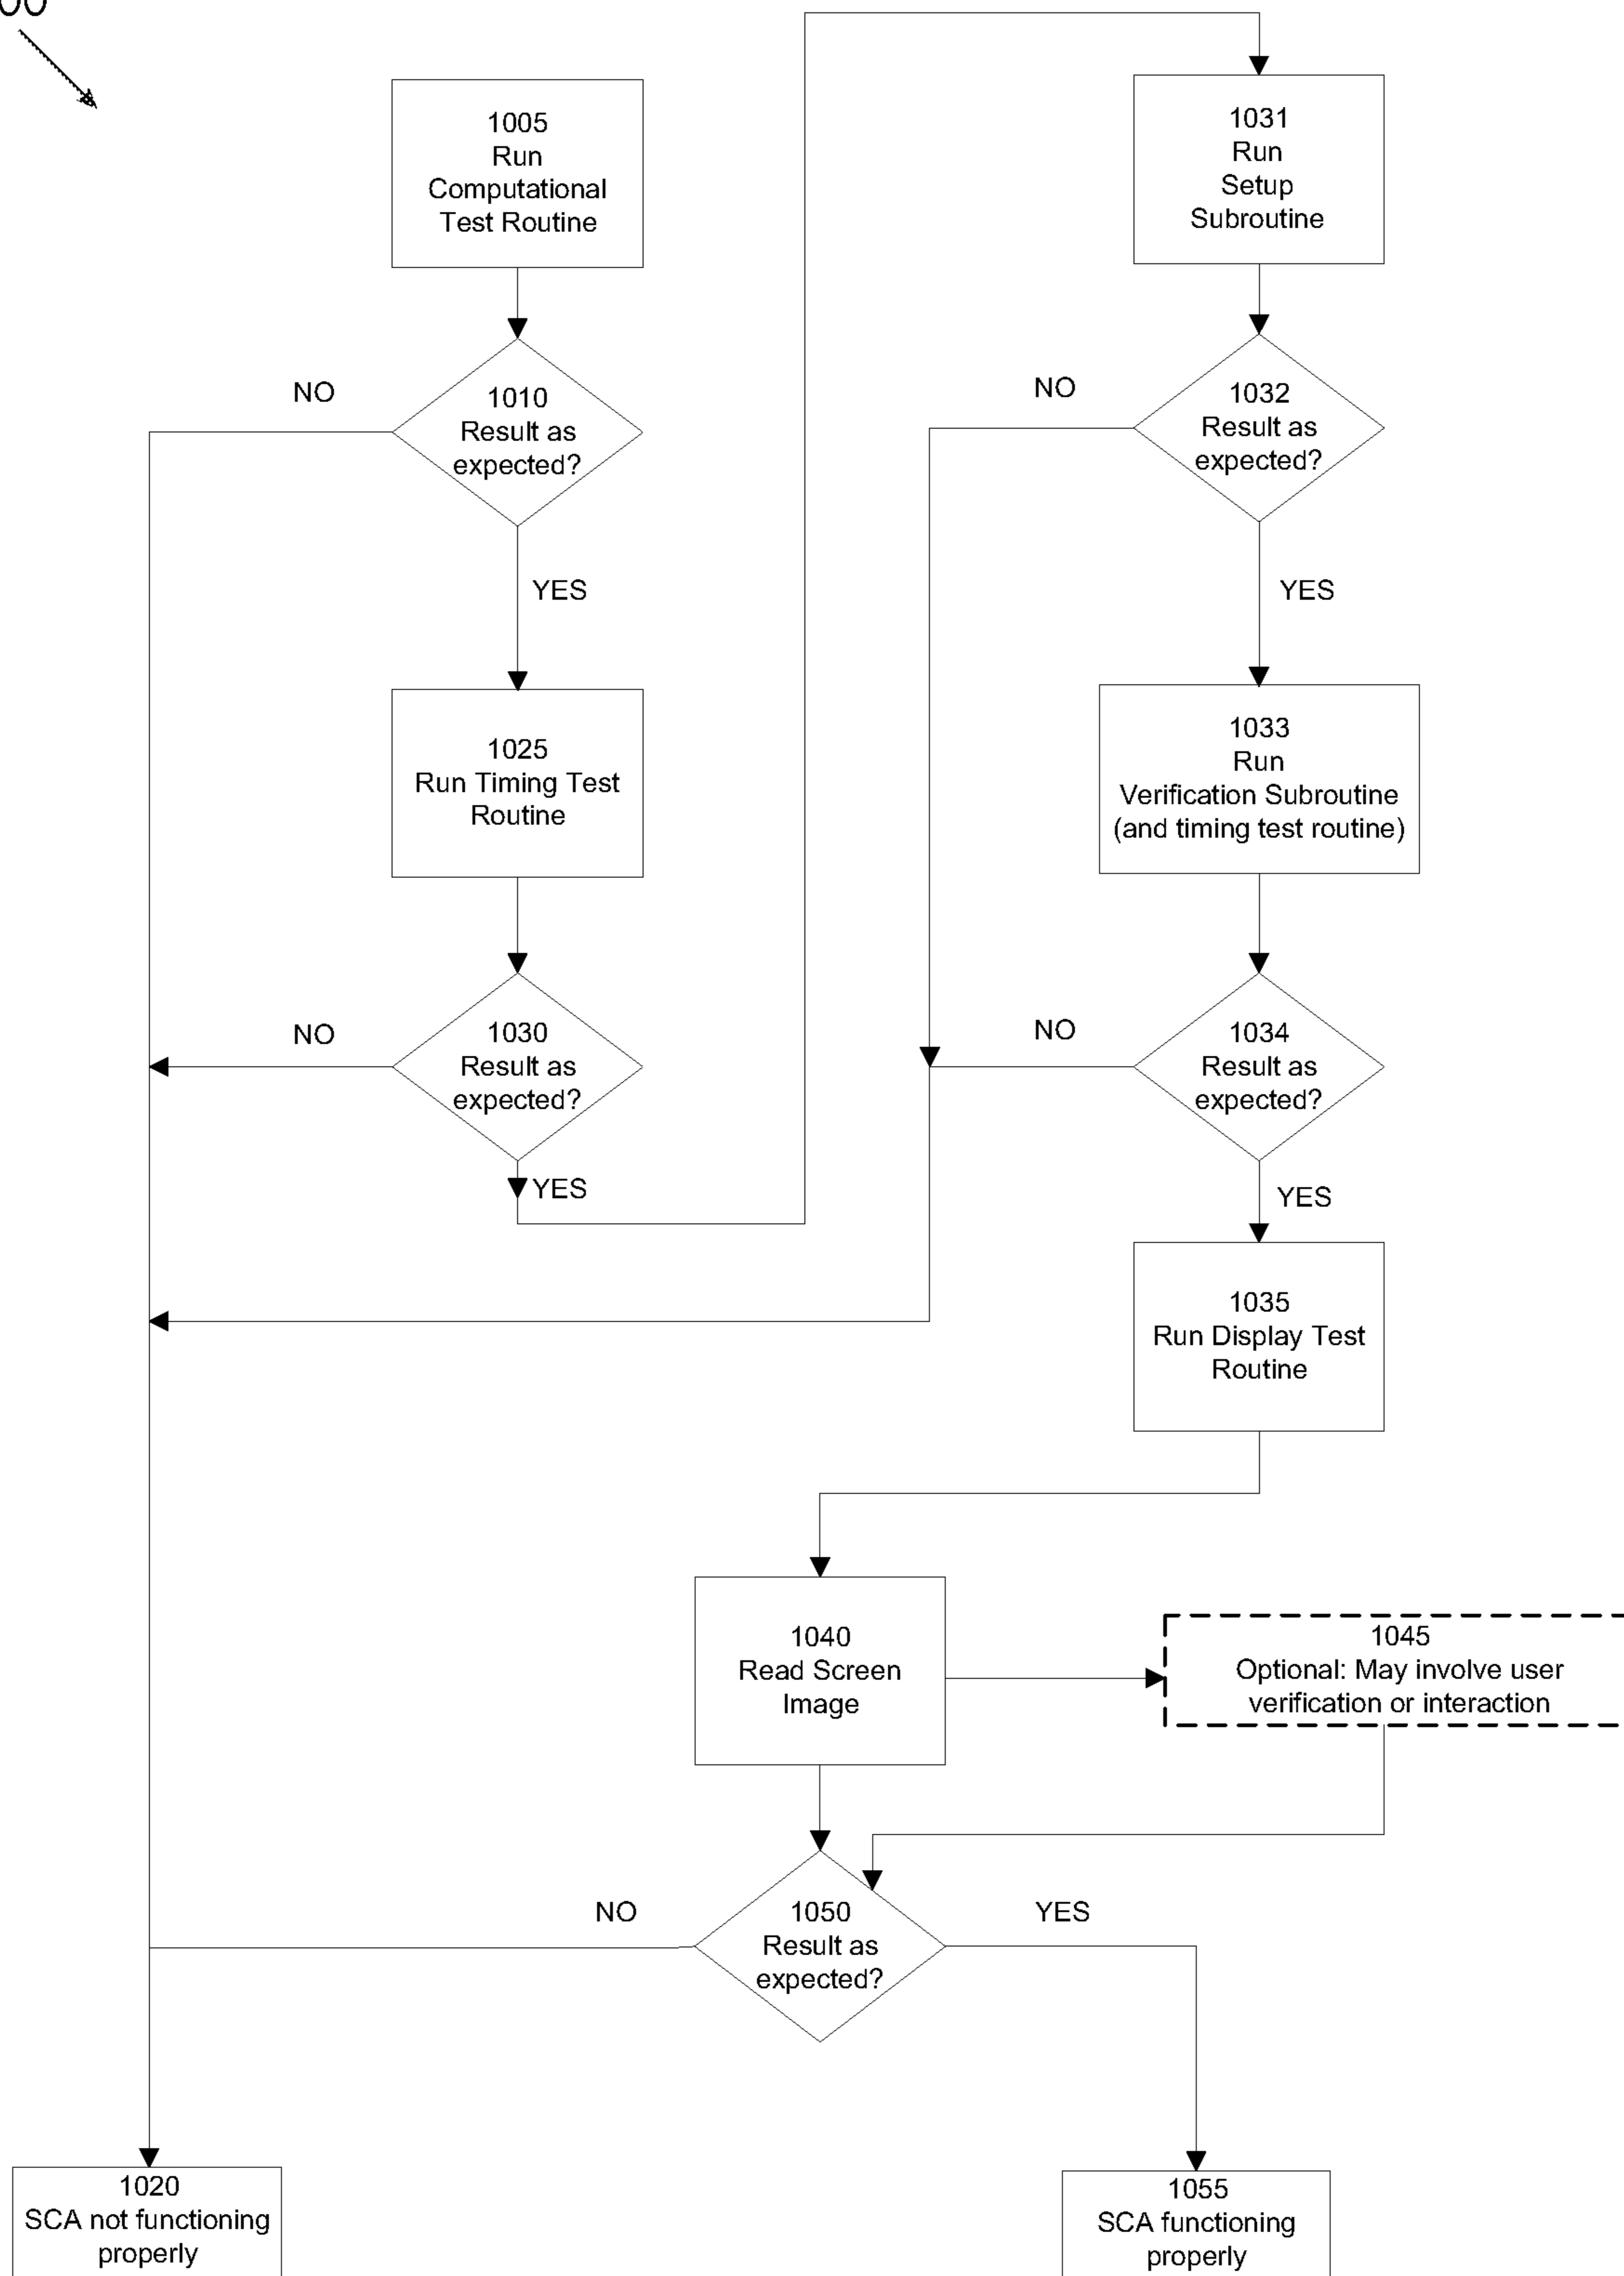 1005
Run
Computational
Test Routine
1010
Result as
expected?
NO
YES
1025
Run Timing Test
Routine
1030
Result as
expected?
NO
YES
1031
Run
Setup
Subroutine
1032
Result as
expected?
NO
YES
1033
Run
Verification Subroutine
(and timing test routine)
1034
Result as
expected?
NO
YES
1035
Run Display Test
Routine
1040
Read Screen
Image
1045
Optional: May involve user
verification or interaction
1050
Result as
expected?
NO
YES
1020
SCA not functioning
properly
1055
SCA functioning
properly